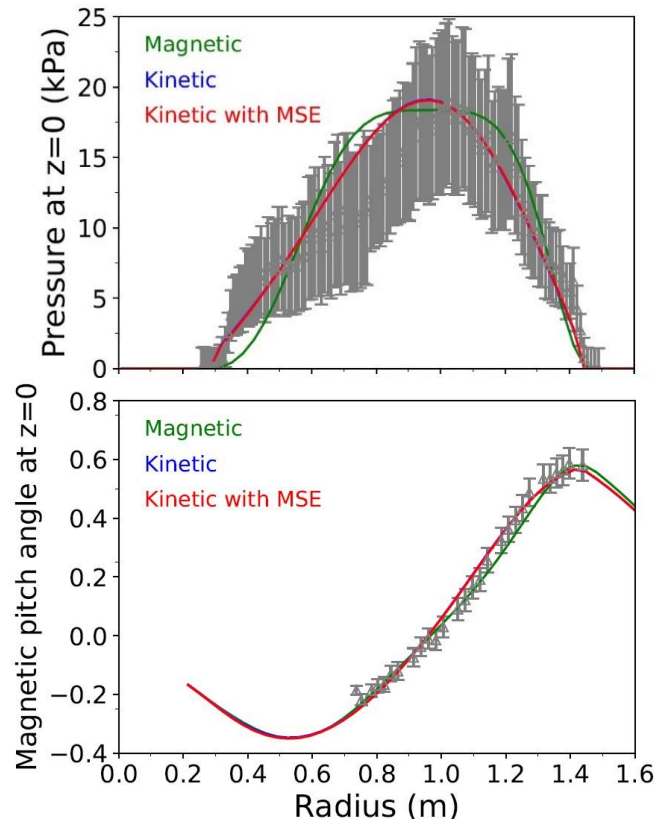 Pressure at z=0 (kPa)
25
20
15
10
5
0
Magnetic
Kinetic
Kinetic with MSE
Magnetic pitch angle at z=0
0.8
0.6
0.4
0.2
0.0
−0.2
−0.4
Magnetic
Kinetic
Kinetic with MSE
0.0 0.2 0.4 0.6 0.8 1.0 1.2 1.4 1.6
Radius (m)